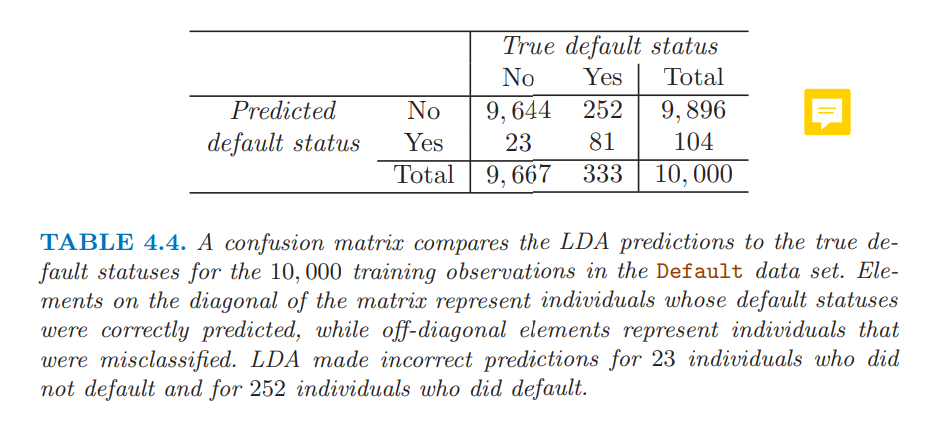 True default status
No Yes Total
Predicted No 9,644 252 9,896
default status Yes 23 81 104
Total 9,667 333 10,000
TABLE 4.4. A confusion matrix compares the LDA predictions to the true de-
fault statuses for the 10,000 training observations in the Default data set. Ele-
ments on the diagonal of the matrix represent individuals whose default statuses
were correctly predicted, while off-diagonal elements represent individuals that
were misclassified. LDA made incorrect predictions for 23 individuals who did
not default and for 252 individuals who did default.